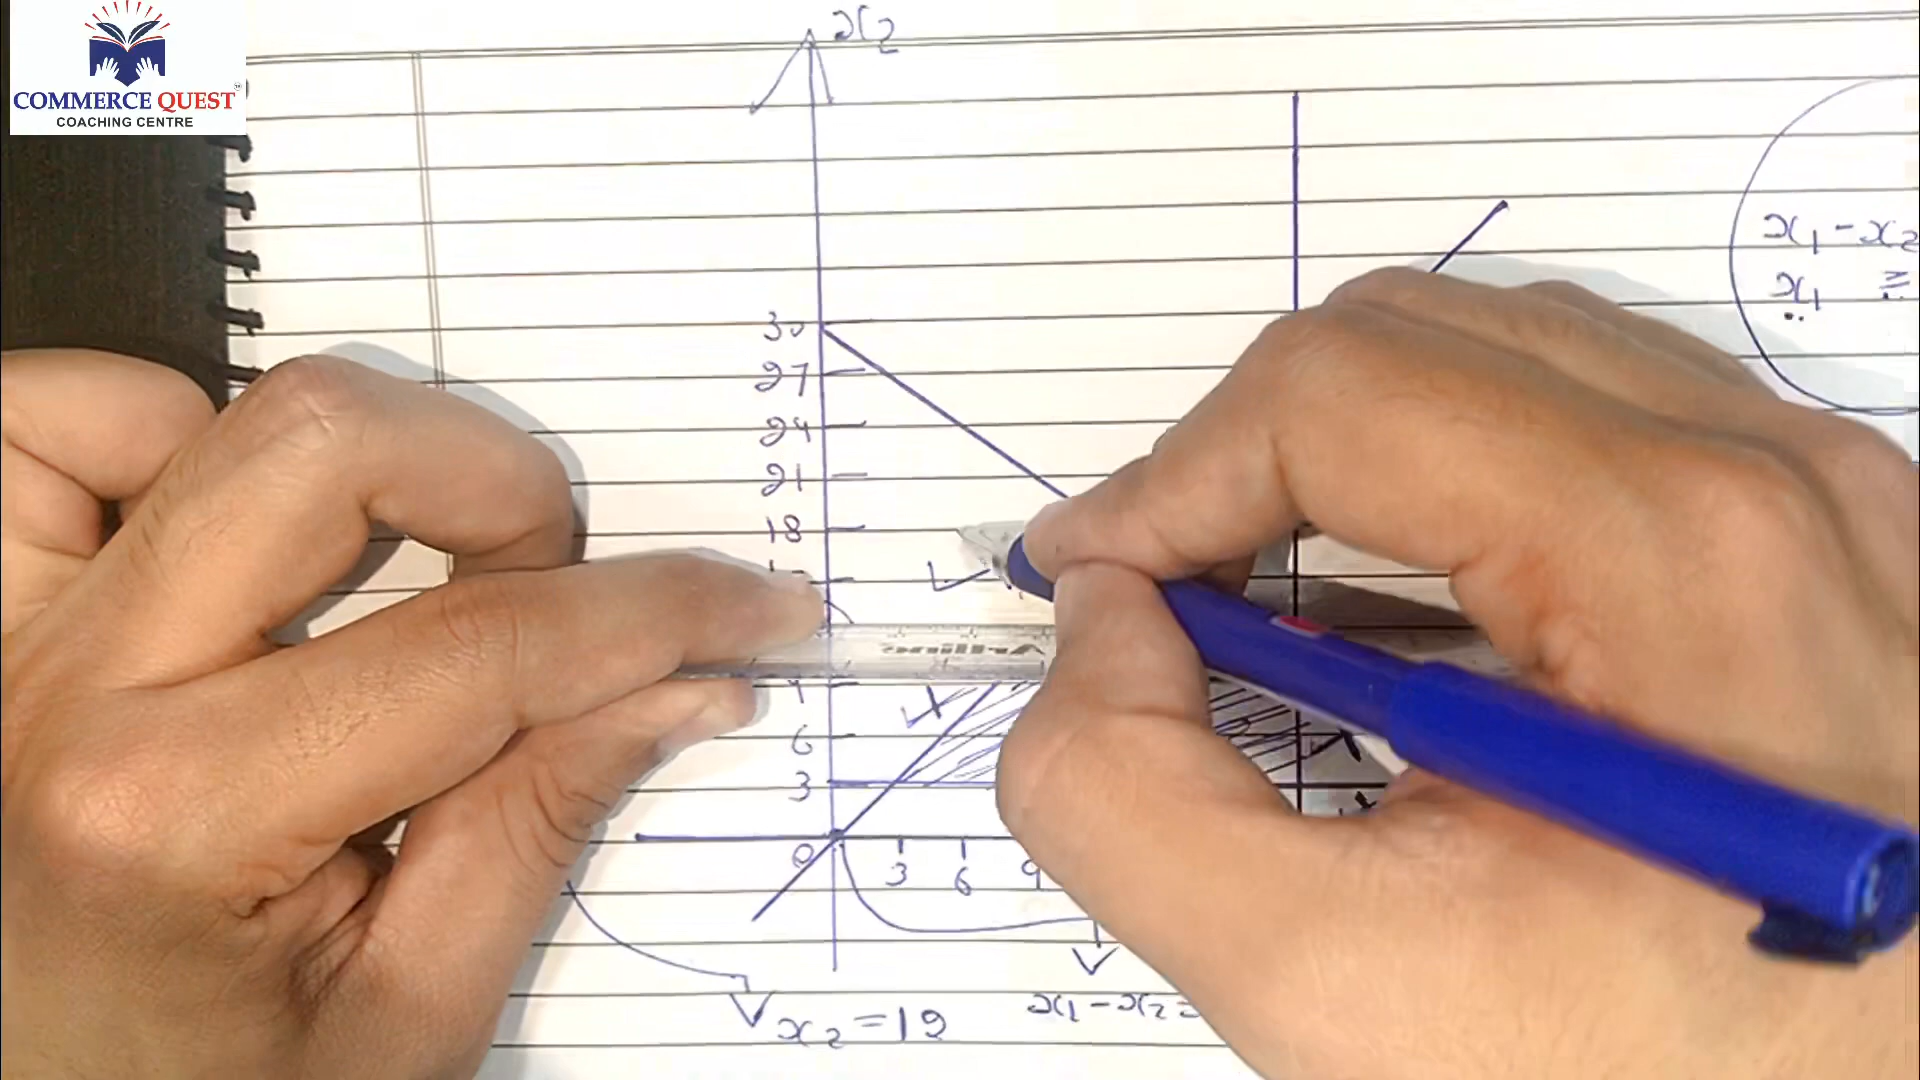 COMMERCE QUEST
COACHING CENTRE
x2
x1 - x2
x1 ≥
30
27
24
21
18
6
3
0 3 6 9
x2 = 12
x1 - x2 =